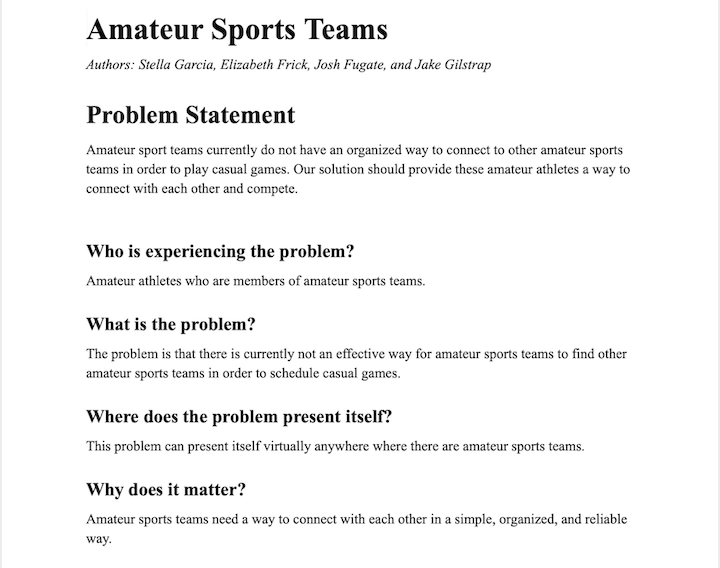 Amateur Sports Teams
Authors: Stella Garcia, Elizabeth Frick, Josh Fugate, and Jake Gilstrap
Problem Statement
Amateur sport teams currently do not have an organized way to connect to other amateur sports
teams in order to play casual games. Our solution should provide these amateur athletes a way to
connect with each other and compete.
Who is experiencing the problem?
Amateur athletes who are members of amateur sports teams.
What is the problem?
The problem is that there is currently not an effective way for amateur sports teams to find other
amateur sports teams in order to schedule casual games.
Where does the problem present itself?
This problem can present itself virtually anywhere where there are amateur sports teams.
Why does it matter?
Amateur sports teams need a way to connect with each other in a simple, organized, and reliable
way.